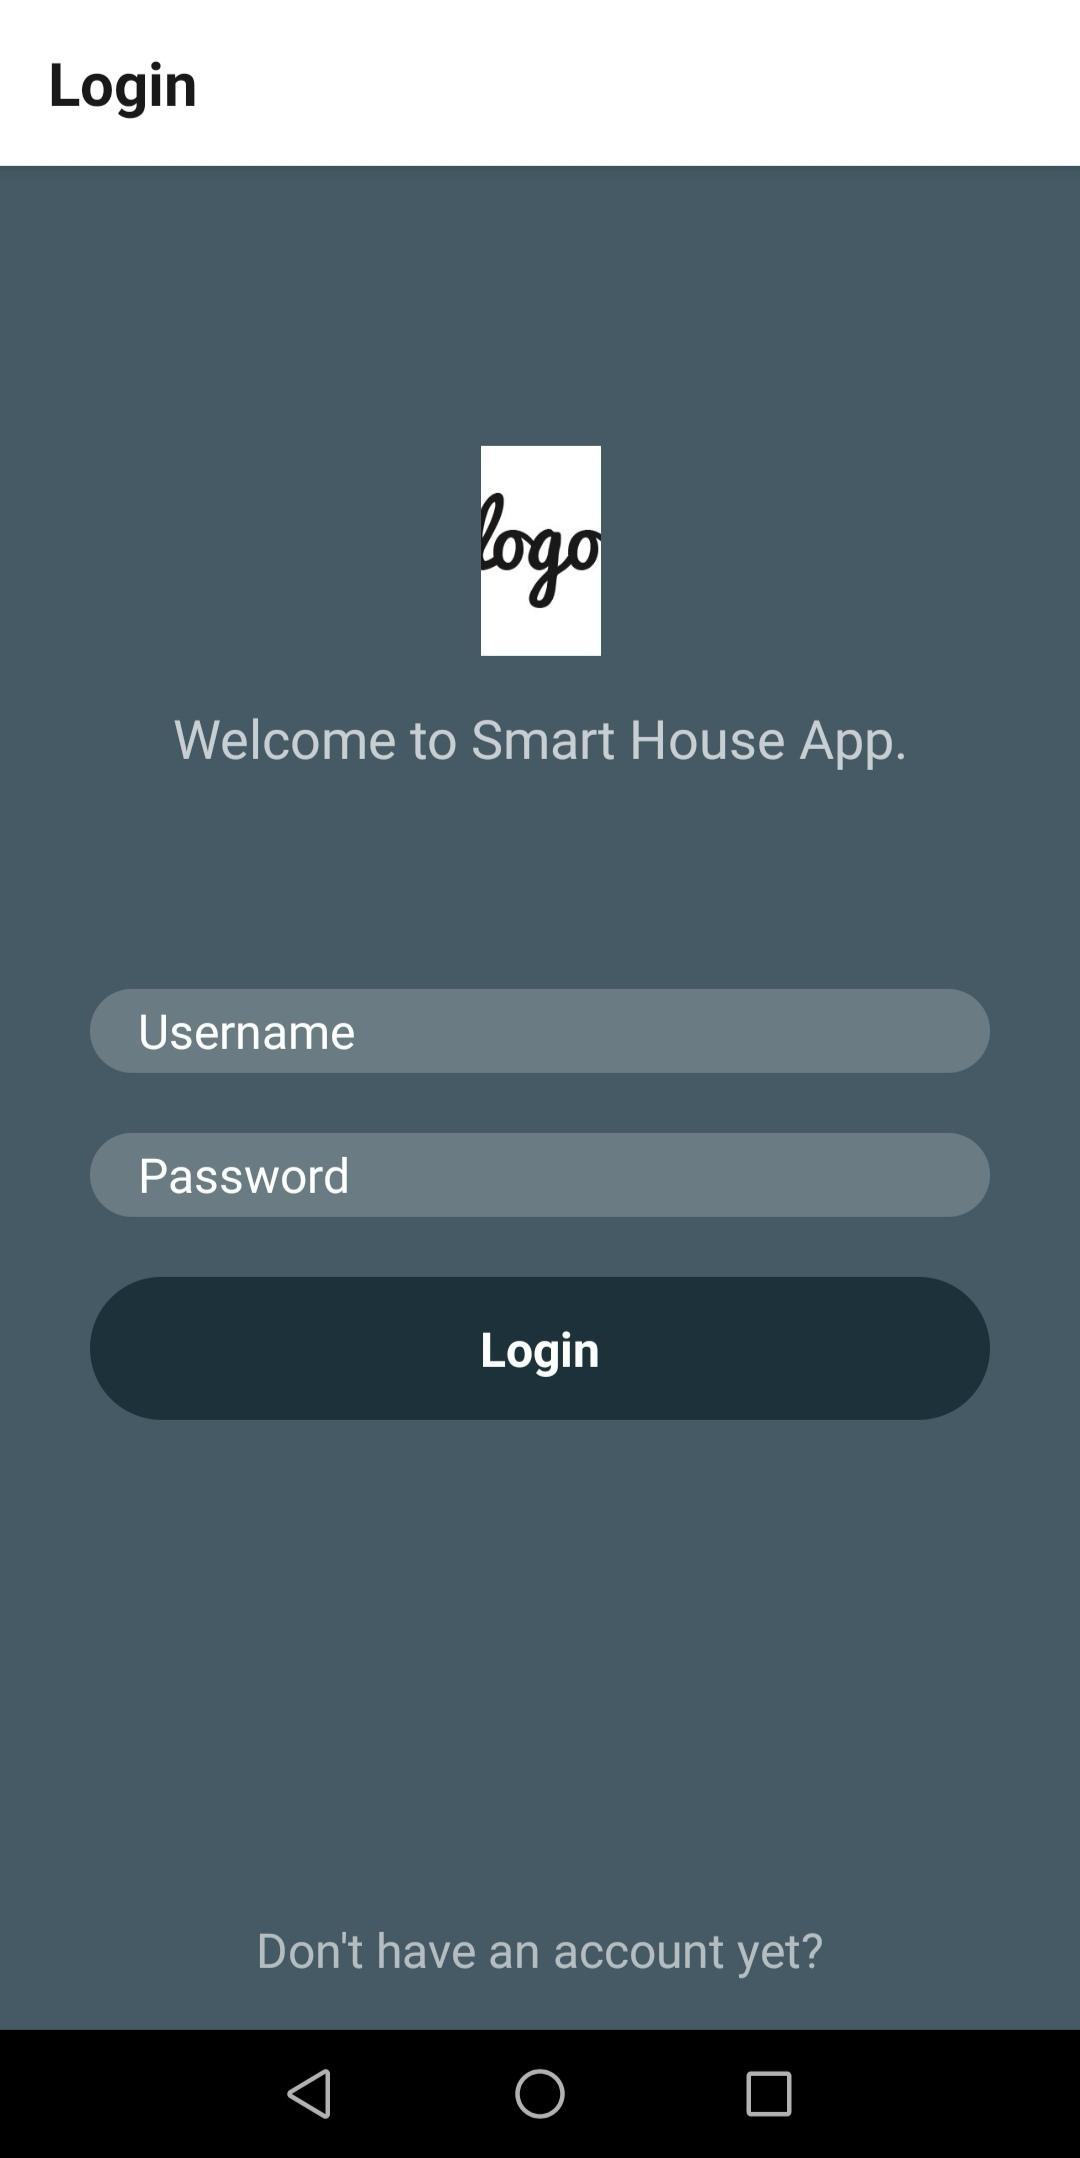 Login
logo
Welcome to Smart House App.
Username
Password
Login
Don't have an account yet?